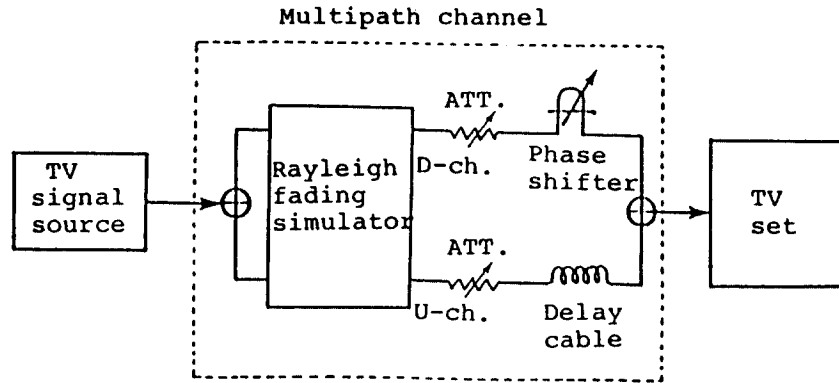 Multipath channel
TV
signal
source
Rayleigh
fading
simulator
ATT.
D-ch.
Phase
shifter
ATT.
U-ch.
Delay
cable
TV
set